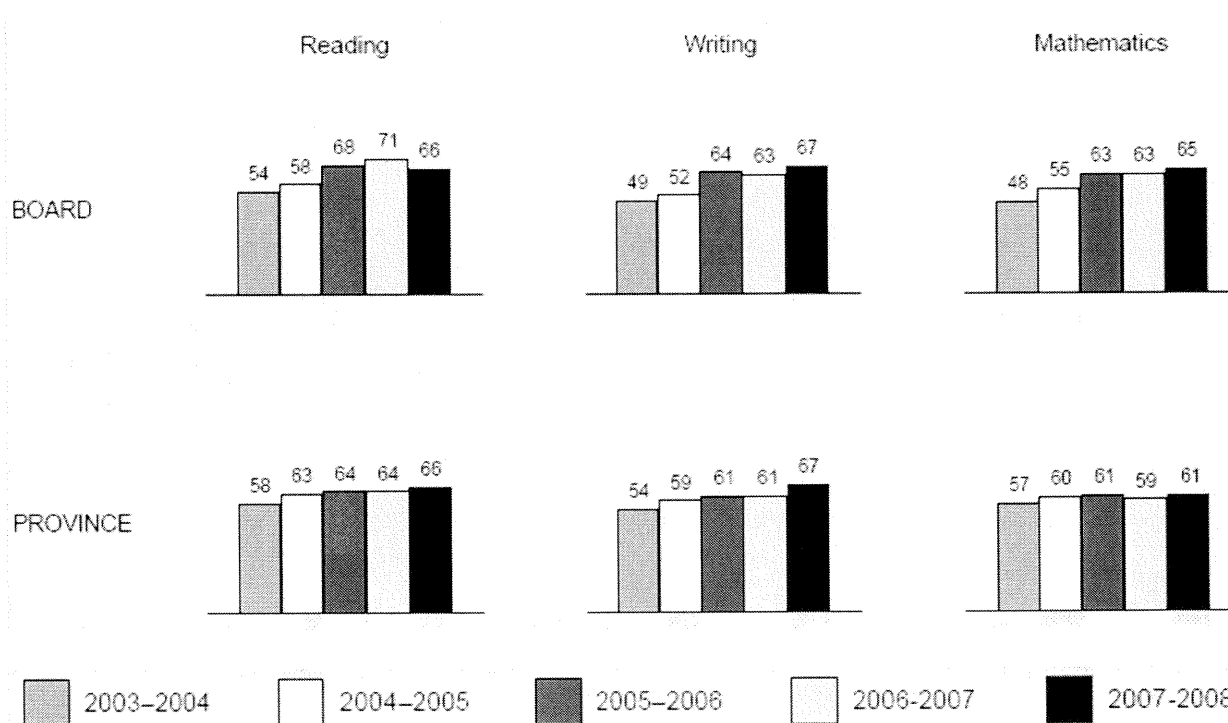 Reading Writing Mathematics
54 58 68 71 66
49 52 64 63 67
48 55 63 63 65
BOARD
58 63 64 64 66
54 59 61 61 67
57 60 61 59 61
PROVINCE
2003–2004 2004–2005 2005–2006 2006-2007 2007-2008